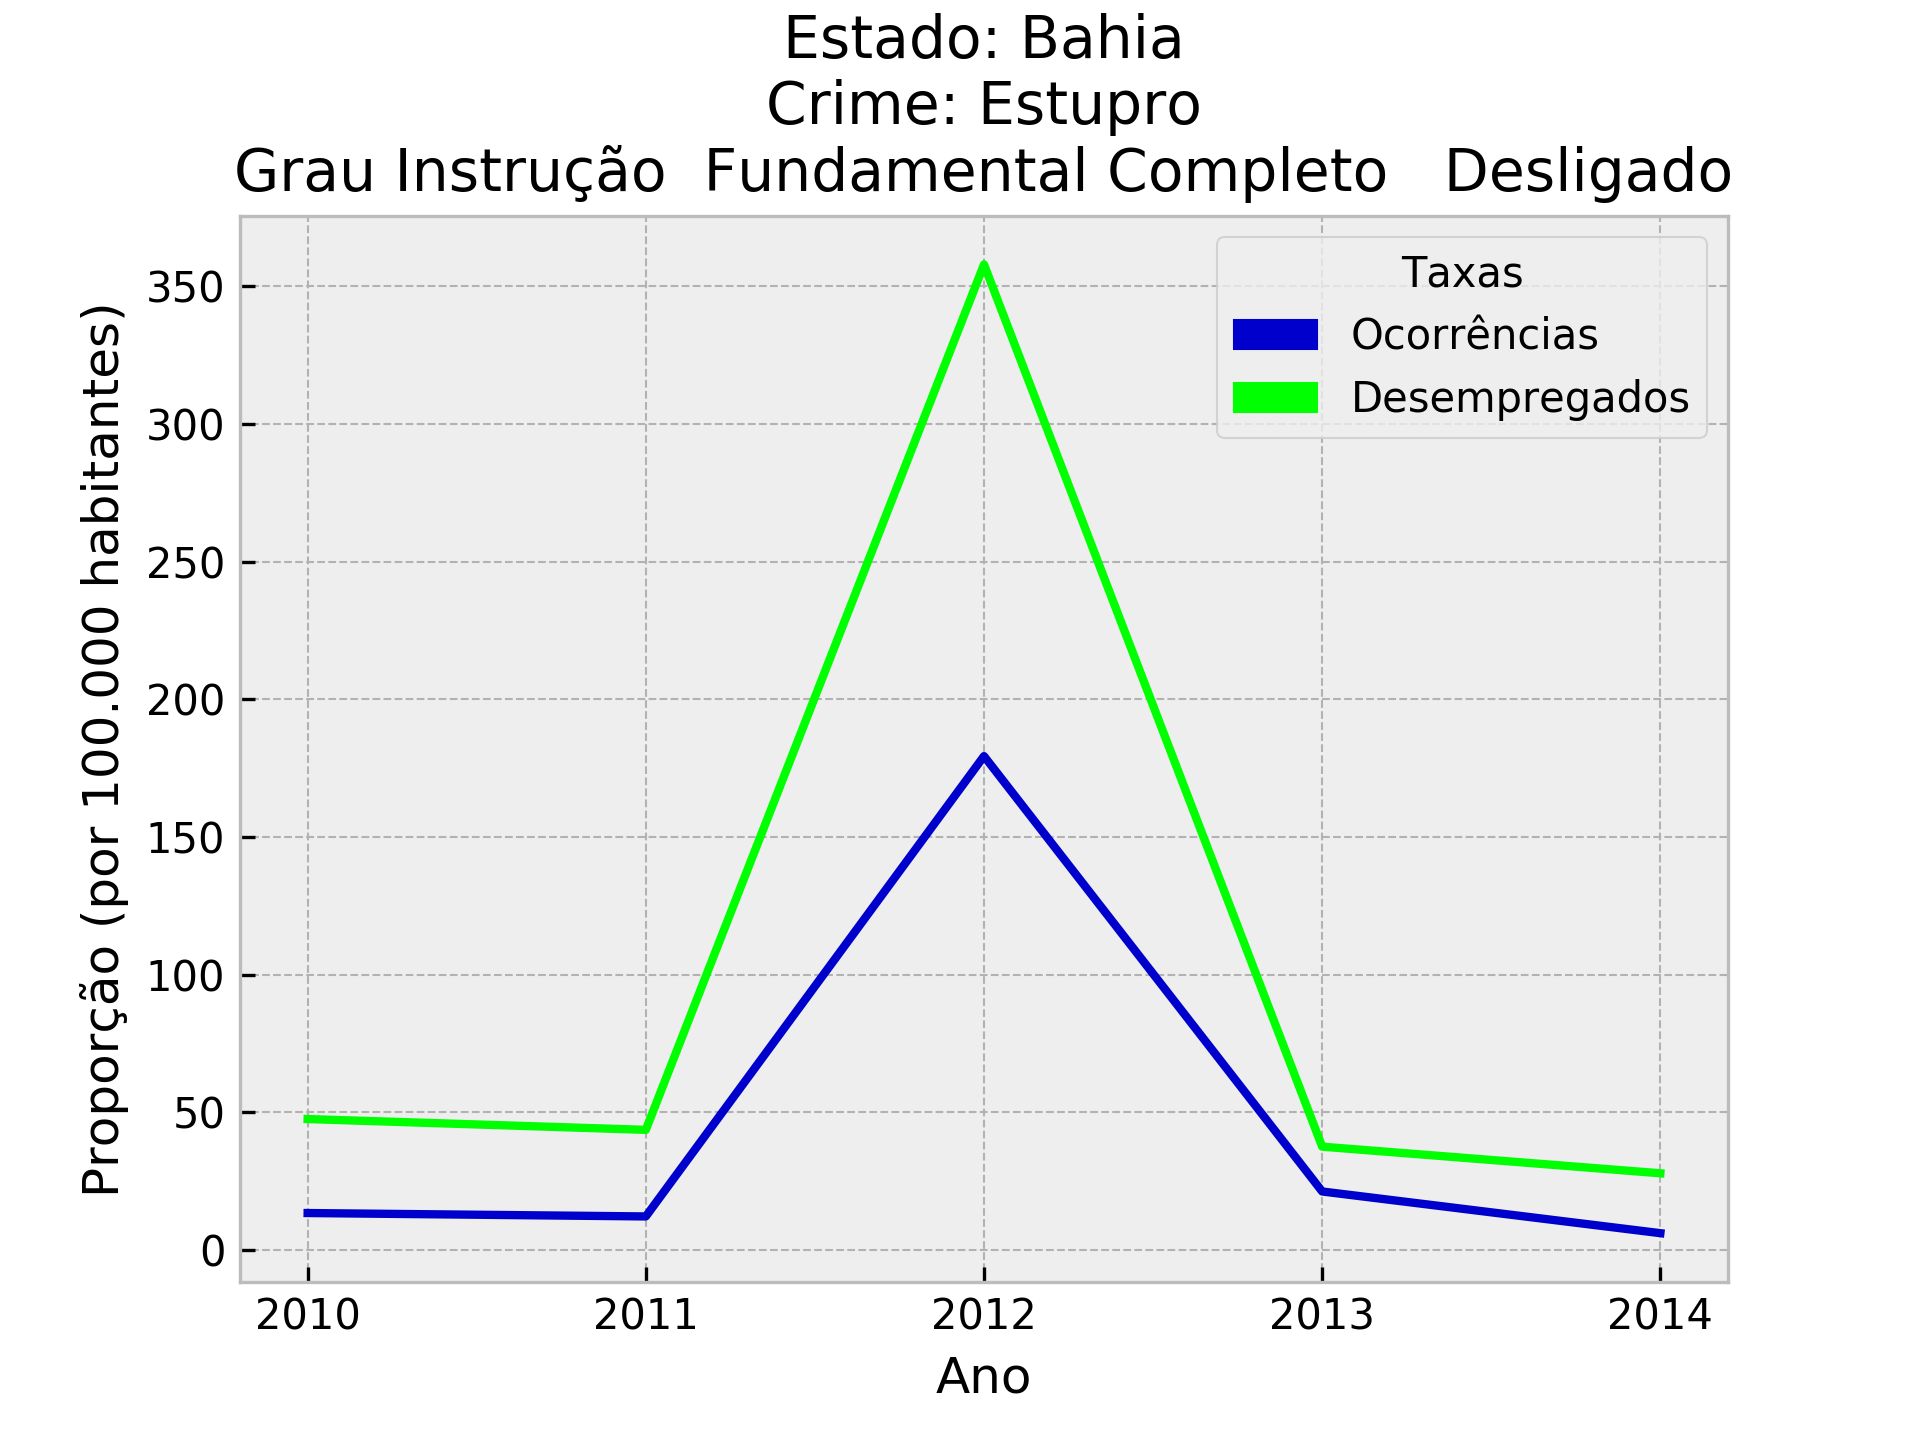 Estado: Bahia
Crime: Estupro
Grau Instrução  Fundamental Completo   Desligado
Taxas
Ocorrências
Desempregados
Proporção (por 100.000 habitantes)
350
300
250
200
150
100
50
0
2010 2011 2012 2013 2014
Ano